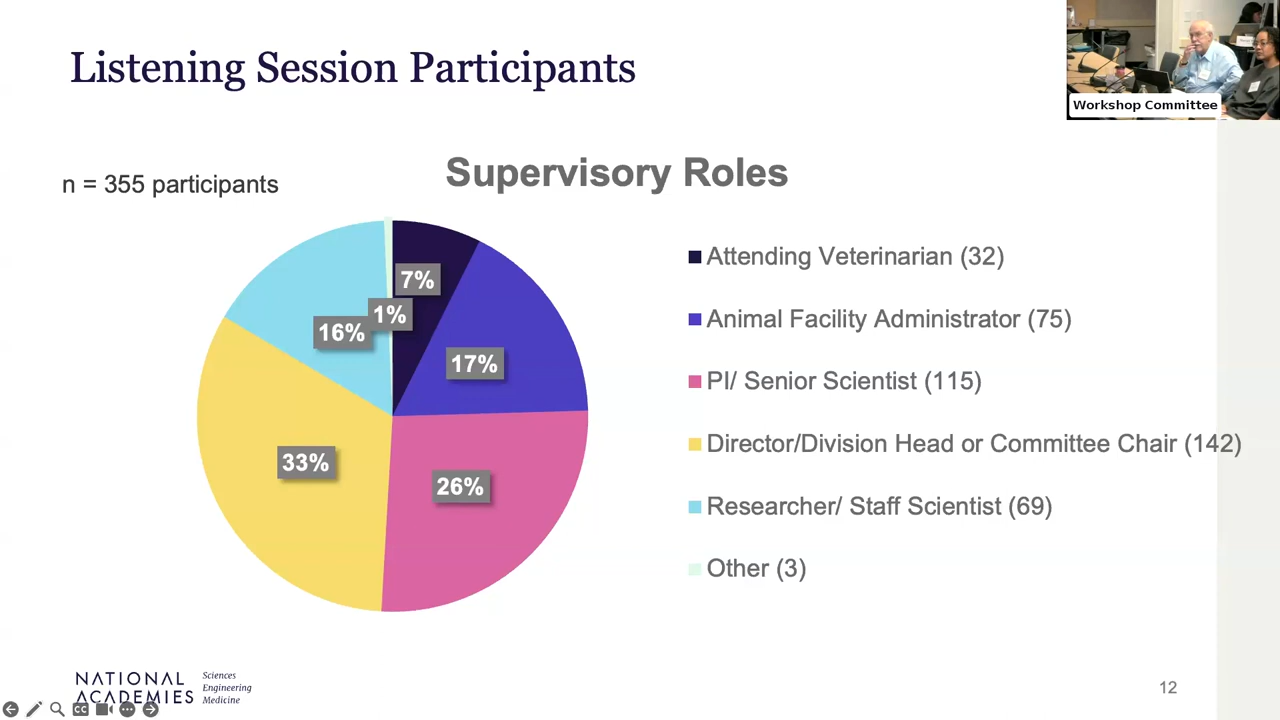 Listening Session Participants
Workshop Committee
n = 355 participants
Supervisory Roles
7%
1%
16%
17%
33%
26%
Attending Veterinarian (32)
Animal Facility Administrator (75)
PI/ Senior Scientist (115)
Director/Division Head or Committee Chair (142)
Researcher/ Staff Scientist (69)
Other (3)
NATIONAL ACADEMIES
Sciences
Engineering
Medicine
CC
12